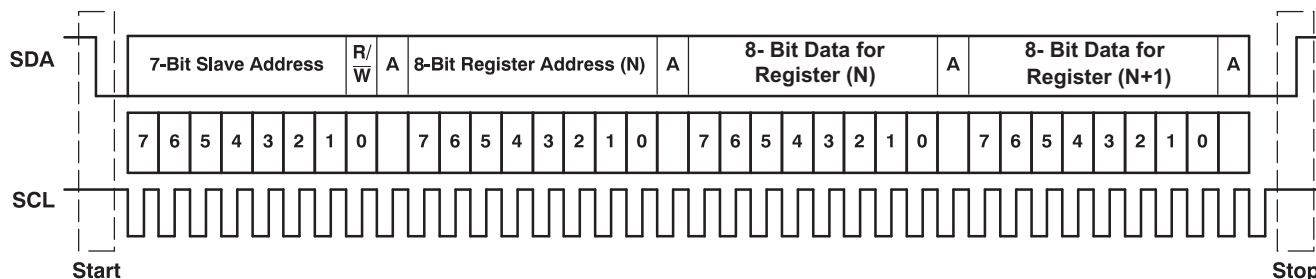 SDA
7-Bit Slave Address
R/
W
A
8-Bit Register Address (N)
A
8- Bit Data for
Register (N)
A
8- Bit Data for
Register (N+1)
A
7 6 5 4 3 2 1 0 7 6 5 4 3 2 1 0 7 6 5 4 3 2 1 0 7 6 5 4 3 2 1 0
SCL
Start
Stop